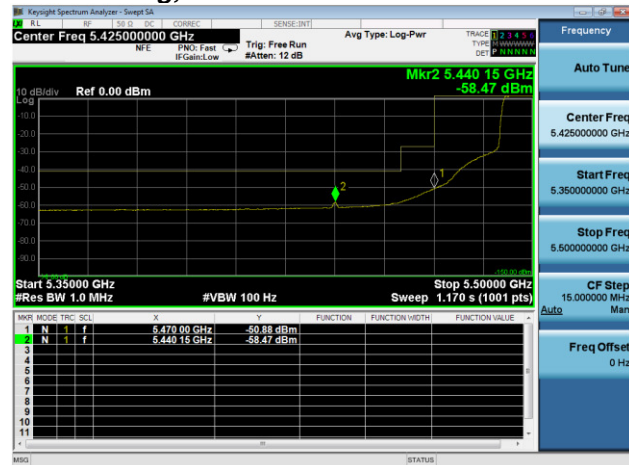 Keysight Spectrum Analyzer - Swept SA
RL RF 50 Ω DC CORREC SENSE:INT
Center Freq 5.425000000 GHz
NFE PNO: Fast IFGain:Low
Trig: Free Run #Atten: 12 dB
Avg Type: Log-Pwr
TRACE 1 2 3 4 5 6
TYPE M WWWWW
DET P NNNNN
Mkr2 5.440 15 GHz
-58.47 dBm
10 dB/div Ref 0.00 dBm
Log
-10.0
-20.0
-30.0
-40.0
-50.0
-60.0
-70.0
-80.0
-90.0
1
2
Start 5.35000 GHz Stop 5.50000 GHz
#Res BW 1.0 MHz #VBW 100 Hz Sweep 1.170 s (1001 pts)
MKR MODE TRC SCL X Y FUNCTION FUNCTION WIDTH FUNCTION VALUE
1 N 1 f 5.470 00 GHz -50.88 dBm
2 N 1 f 5.440 15 GHz -58.47 dBm
3
4
5
6
7
8
9
10
11
MSG STATUS
Frequency
Auto Tune
Center Freq
5.425000000 GHz
Start Freq
5.350000000 GHz
Stop Freq
5.500000000 GHz
CF Step
15.000000 MHz
Auto Man
Freq Offset
0 Hz